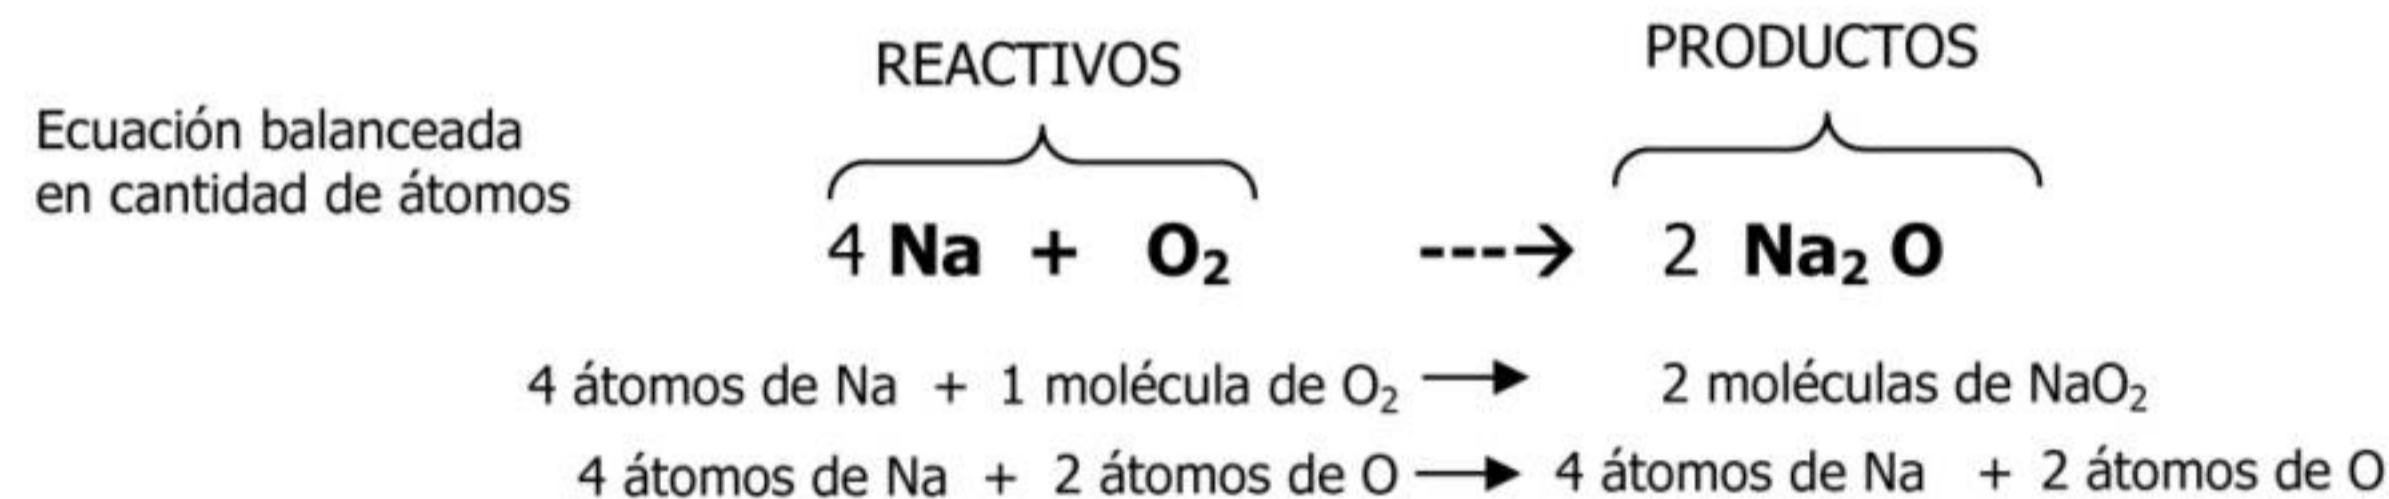 REACTIVOS PRODUCTOS
Ecuación balanceada
en cantidad de átomos
4 Na + O₂ ---→ 2 Na₂ O
4 átomos de Na + 1 molécula de O₂ → 2 moléculas de NaO₂
4 átomos de Na + 2 átomos de O → 4 átomos de Na + 2 átomos de O